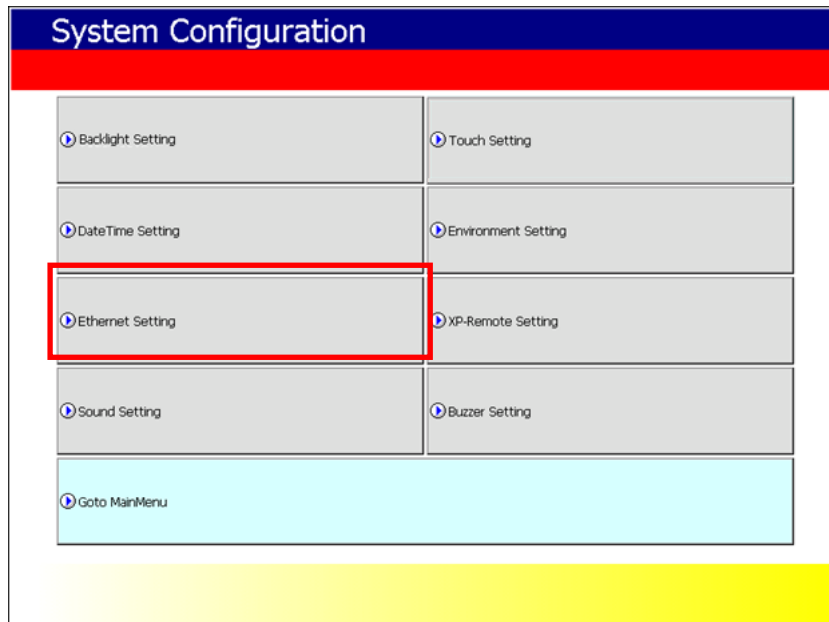 System Configuration
Backlight Setting
Touch Setting
DateTime Setting
Environment Setting
Ethernet Setting
XP-Remote Setting
Sound Setting
Buzzer Setting
Goto MainMenu